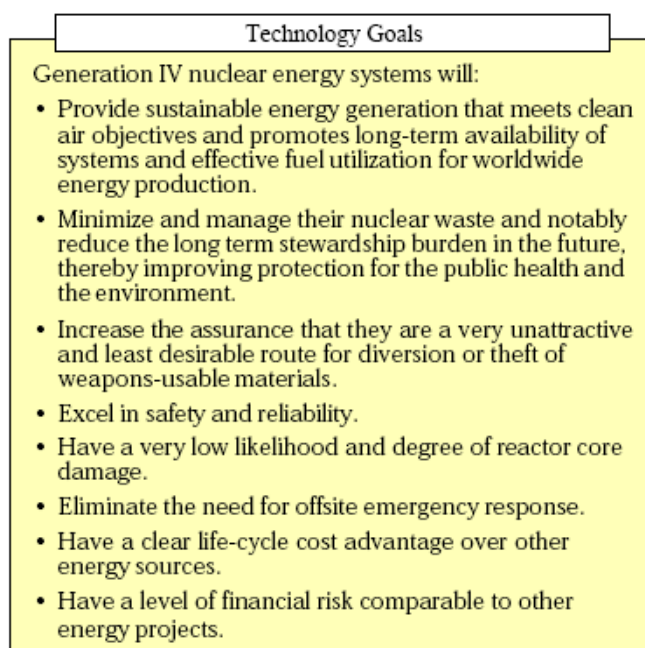 Technology Goals
Generation IV nuclear energy systems will:
• Provide sustainable energy generation that meets clean
air objectives and promotes long-term availability of
systems and effective fuel utilization for worldwide
energy production.
• Minimize and manage their nuclear waste and notably
reduce the long term stewardship burden in the future,
thereby improving protection for the public health and
the environment.
• Increase the assurance that they are a very unattractive
and least desirable route for diversion or theft of
weapons-usable materials.
• Excel in safety and reliability.
• Have a very low likelihood and degree of reactor core
damage.
• Eliminate the need for offsite emergency response.
• Have a clear life-cycle cost advantage over other
energy sources.
• Have a level of financial risk comparable to other
energy projects.